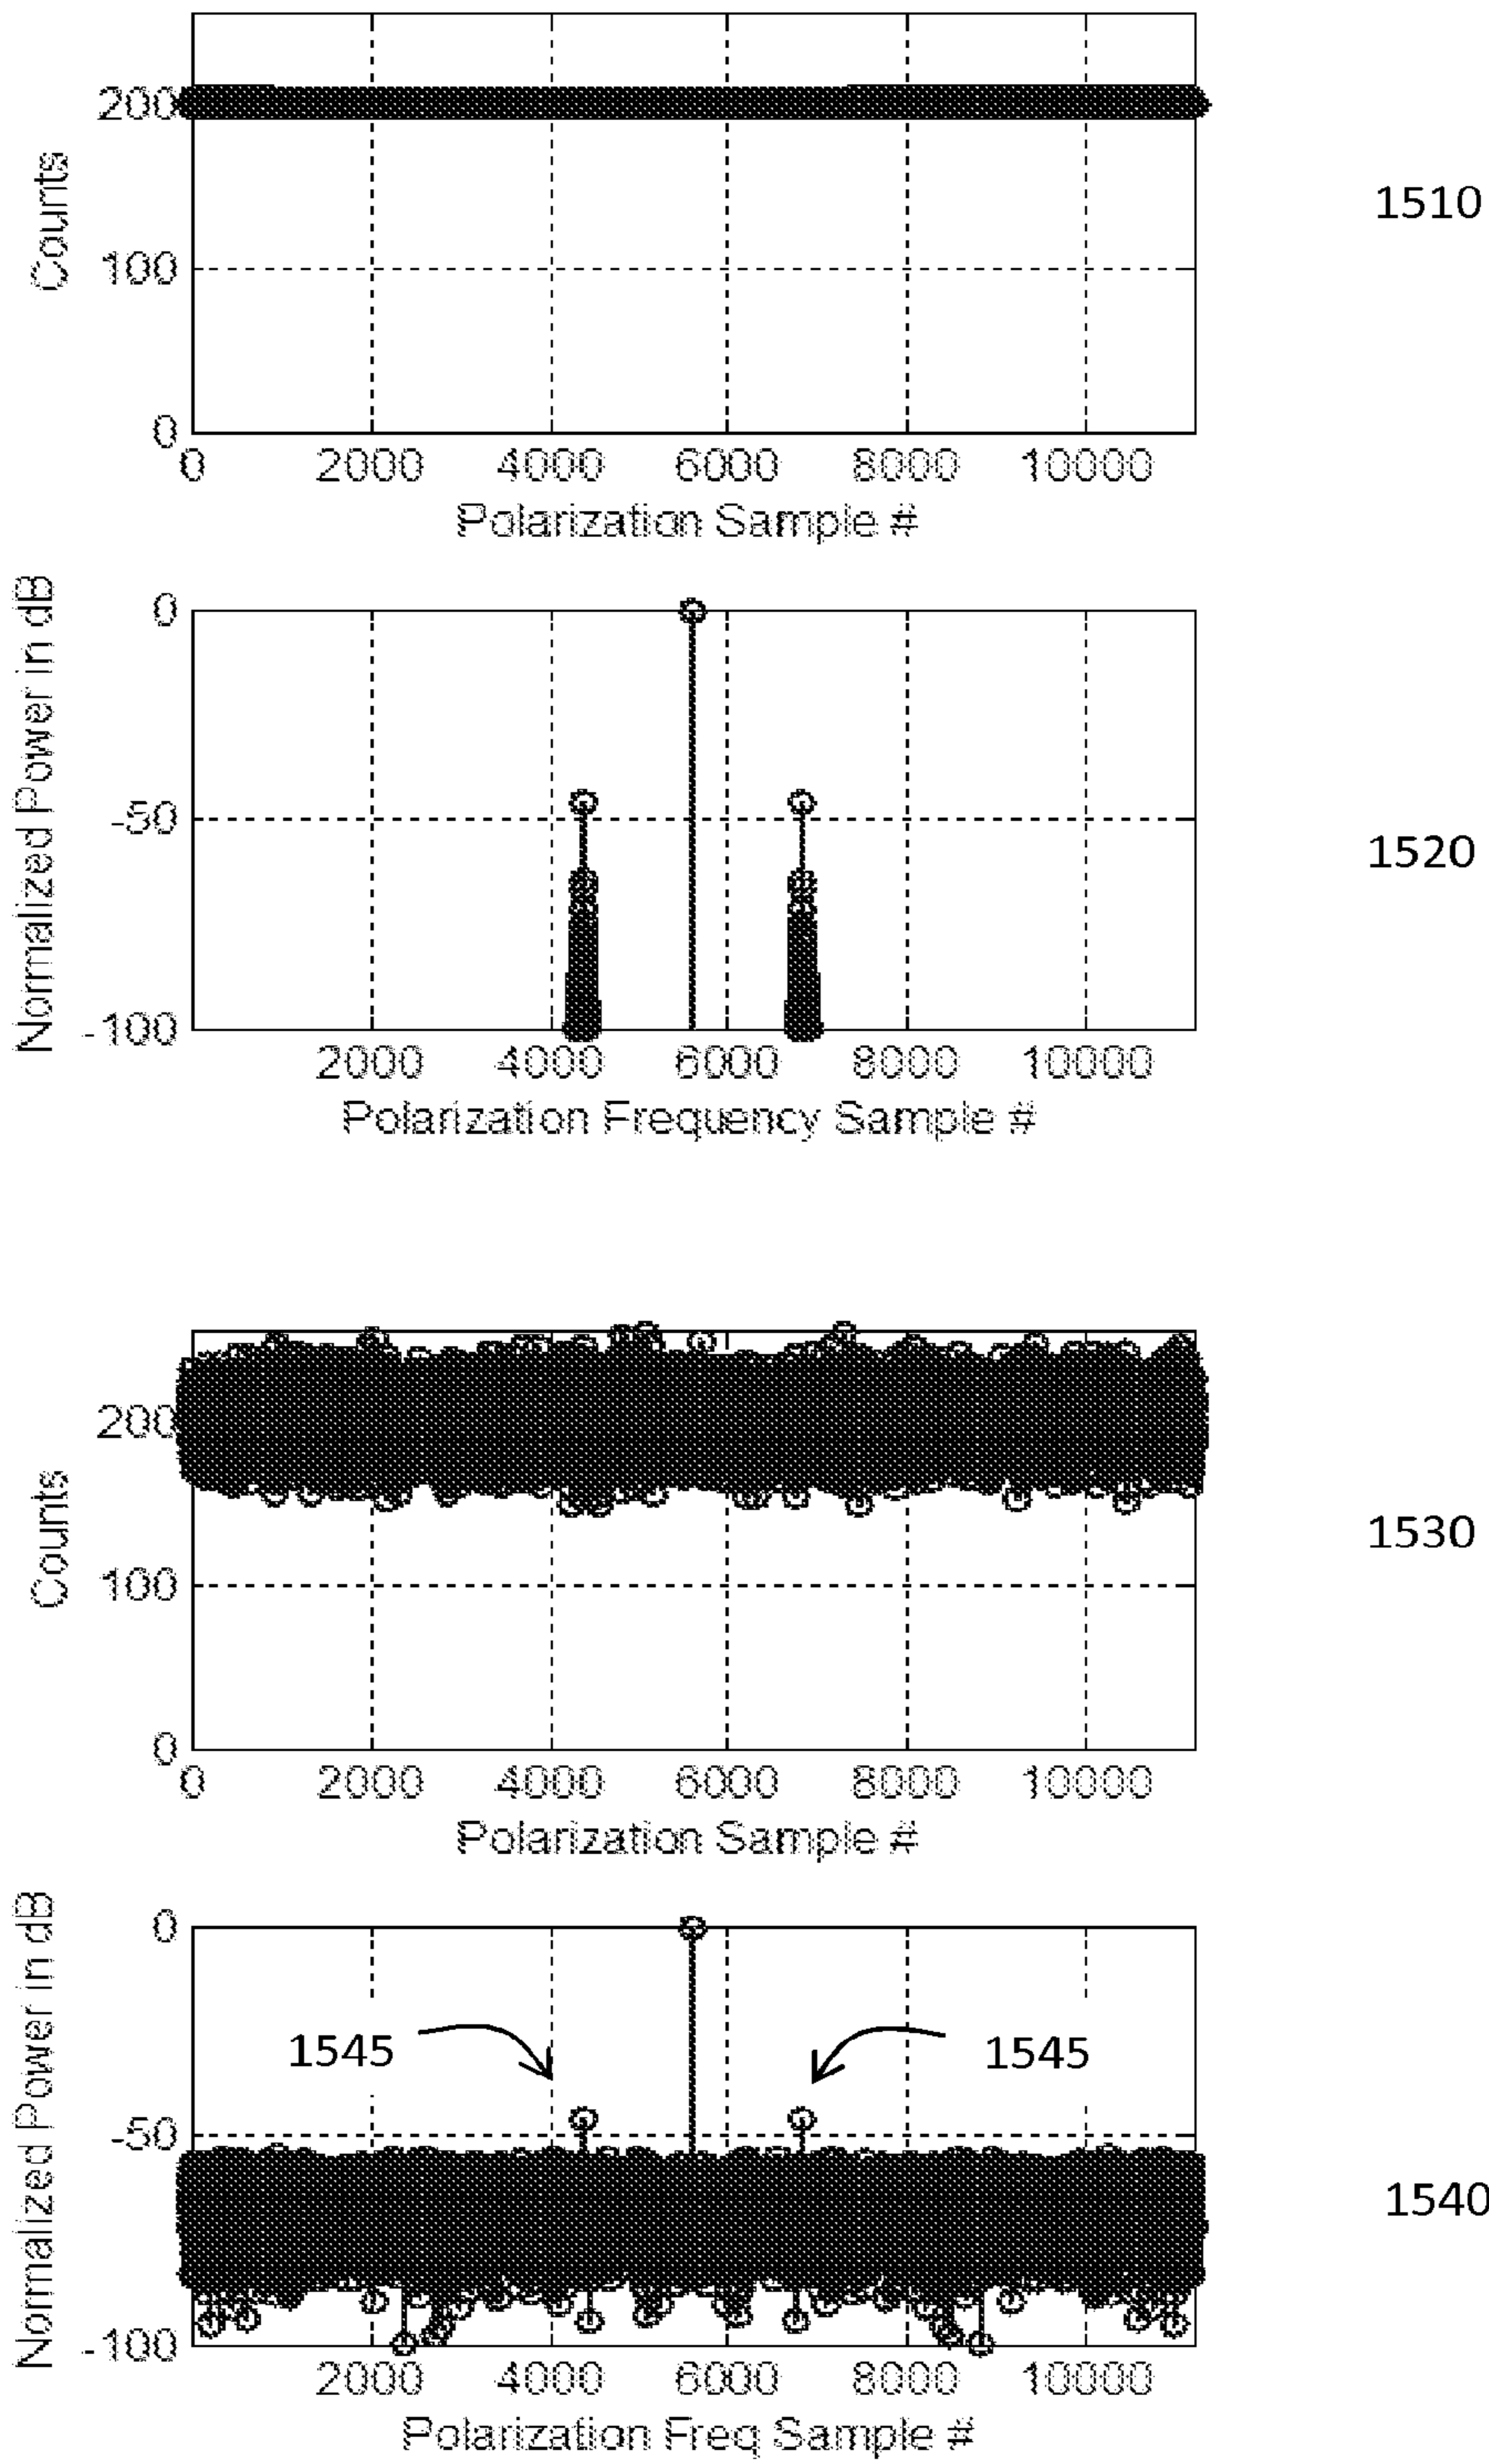 200
100
0
Counts
0 2000 4000 6000 8000 10000
Polarization Sample #
1510
0
-50
-100
Normalized Power in dB
2000 4000 6000 8000 10000
Polarization Frequency Sample #
1520
200
100
0
Counts
0 2000 4000 6000 8000 10000
Polarization Sample #
1530
0
-50
-100
Normalized Power in dB
1545
1545
2000 4000 6000 8000 10000
Polarization Freq Sample #
1540